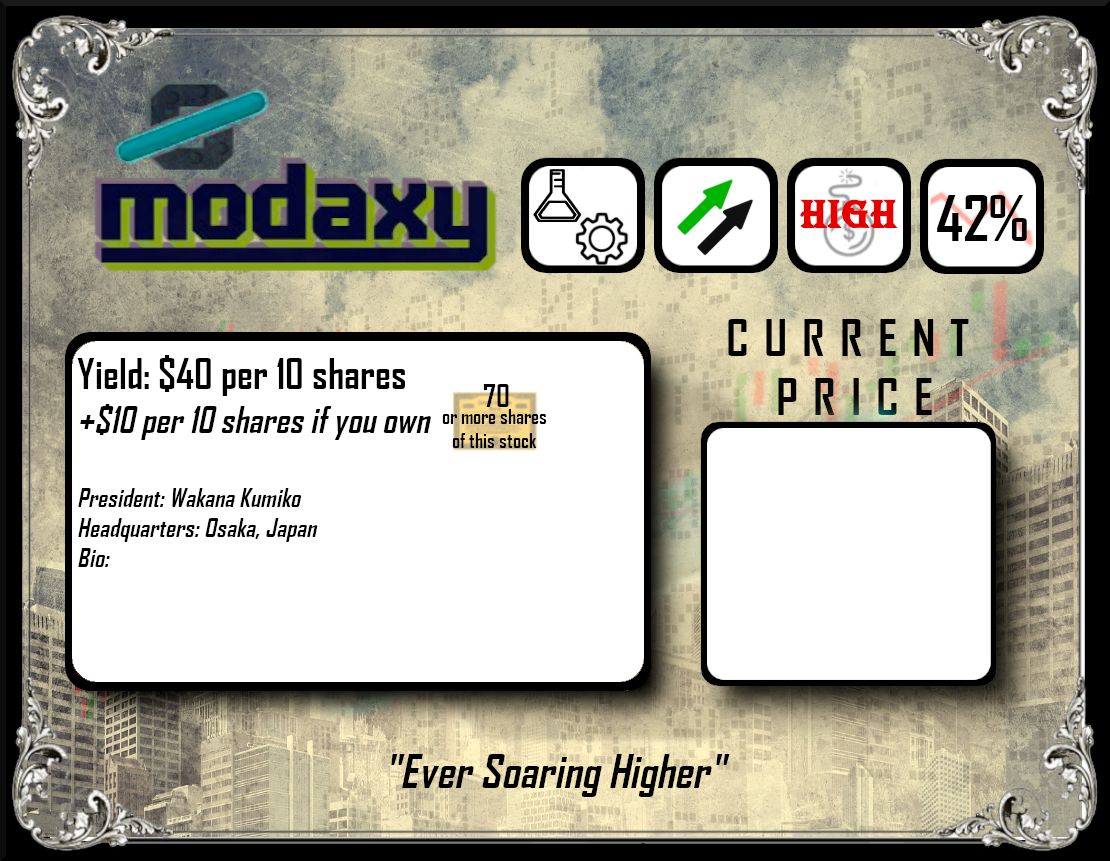 modaxy
HIGH
42%
CURRENT
PRICE
Yield: $40 per 10 shares
+$10 per 10 shares if you own
70
or more shares
of this stock
President: Wakana Kumiko
Headquarters: Osaka, Japan
Bio:
"Ever Soaring Higher"